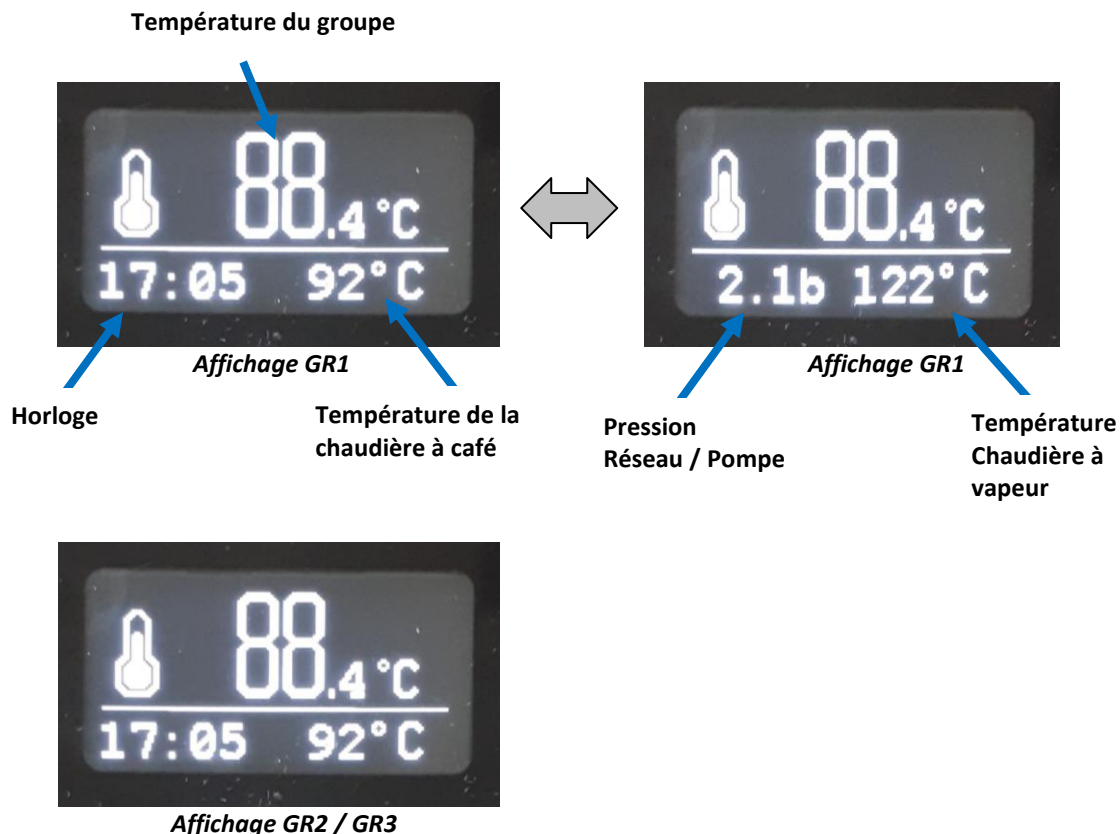 Température du groupe
88.4°C
17:05 92°C
Affichage GR1
88.4°C
2.1b 122°C
Affichage GR1
Horloge
Température de la
chaudière à café
Pression
Réseau / Pompe
Température
Chaudière à
vapeur
88.4°C
17:05 92°C
Affichage GR2 / GR3